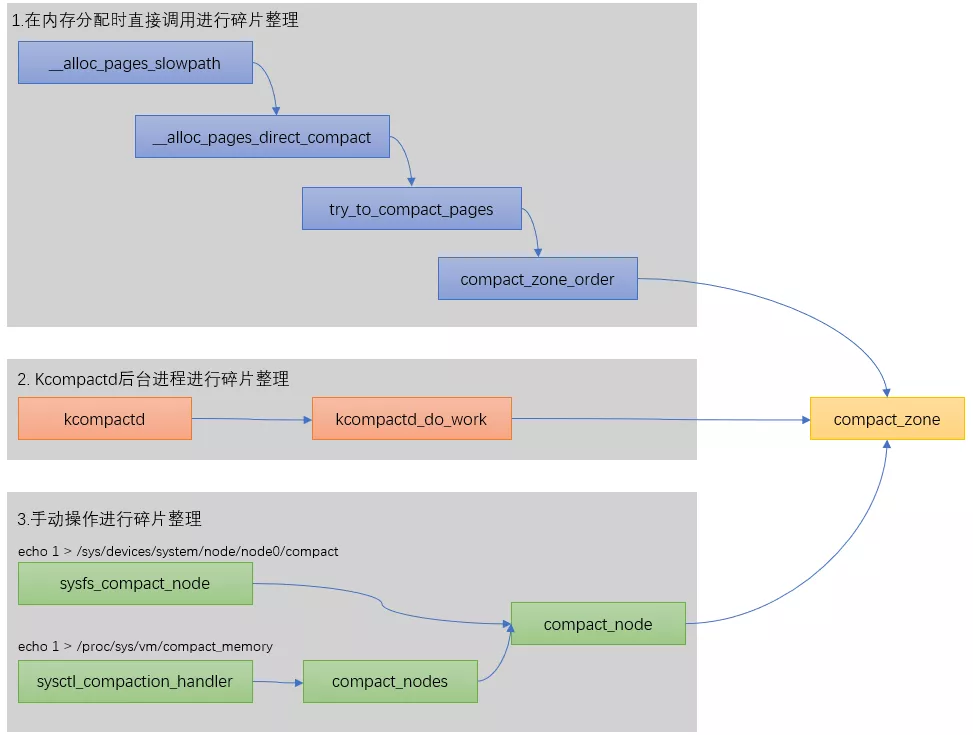 1.在内存分配时直接调用进行碎片整理
__alloc_pages_slowpath
__alloc_pages_direct_compact
try_to_compact_pages
compact_zone_order
2. Kcompactd后台进程进行碎片整理
kcompactd
kcompactd_do_work
compact_zone
3.手动操作进行碎片整理
echo 1 > /sys/devices/system/node/node0/compact
sysfs_compact_node
compact_node
echo 1 > /proc/sys/vm/compact_memory
sysctl_compaction_handler
compact_nodes